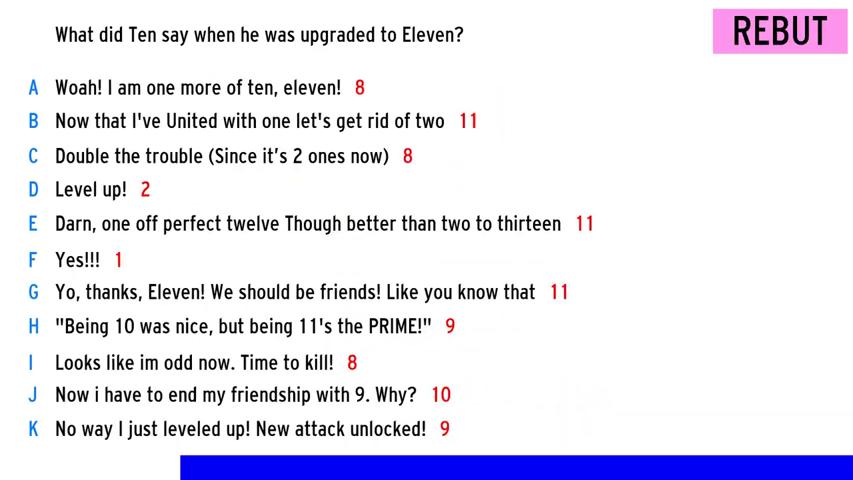 What did Ten say when he was upgraded to Eleven?
REBUT
A Woah! I am one more of ten, eleven! 8
B Now that I've United with one let's get rid of two 11
C Double the trouble (Since it's 2 ones now) 8
D Level up! 2
E Darn, one off perfect twelve Though better than two to thirteen 11
F Yes!!! 1
G Yo, thanks, Eleven! We should be friends! Like you know that 11
H "Being 10 was nice, but being 11's the PRIME!" 9
I Looks like im odd now. Time to kill! 8
J Now i have to end my friendship with 9. Why? 10
K No way I just leveled up! New attack unlocked! 9